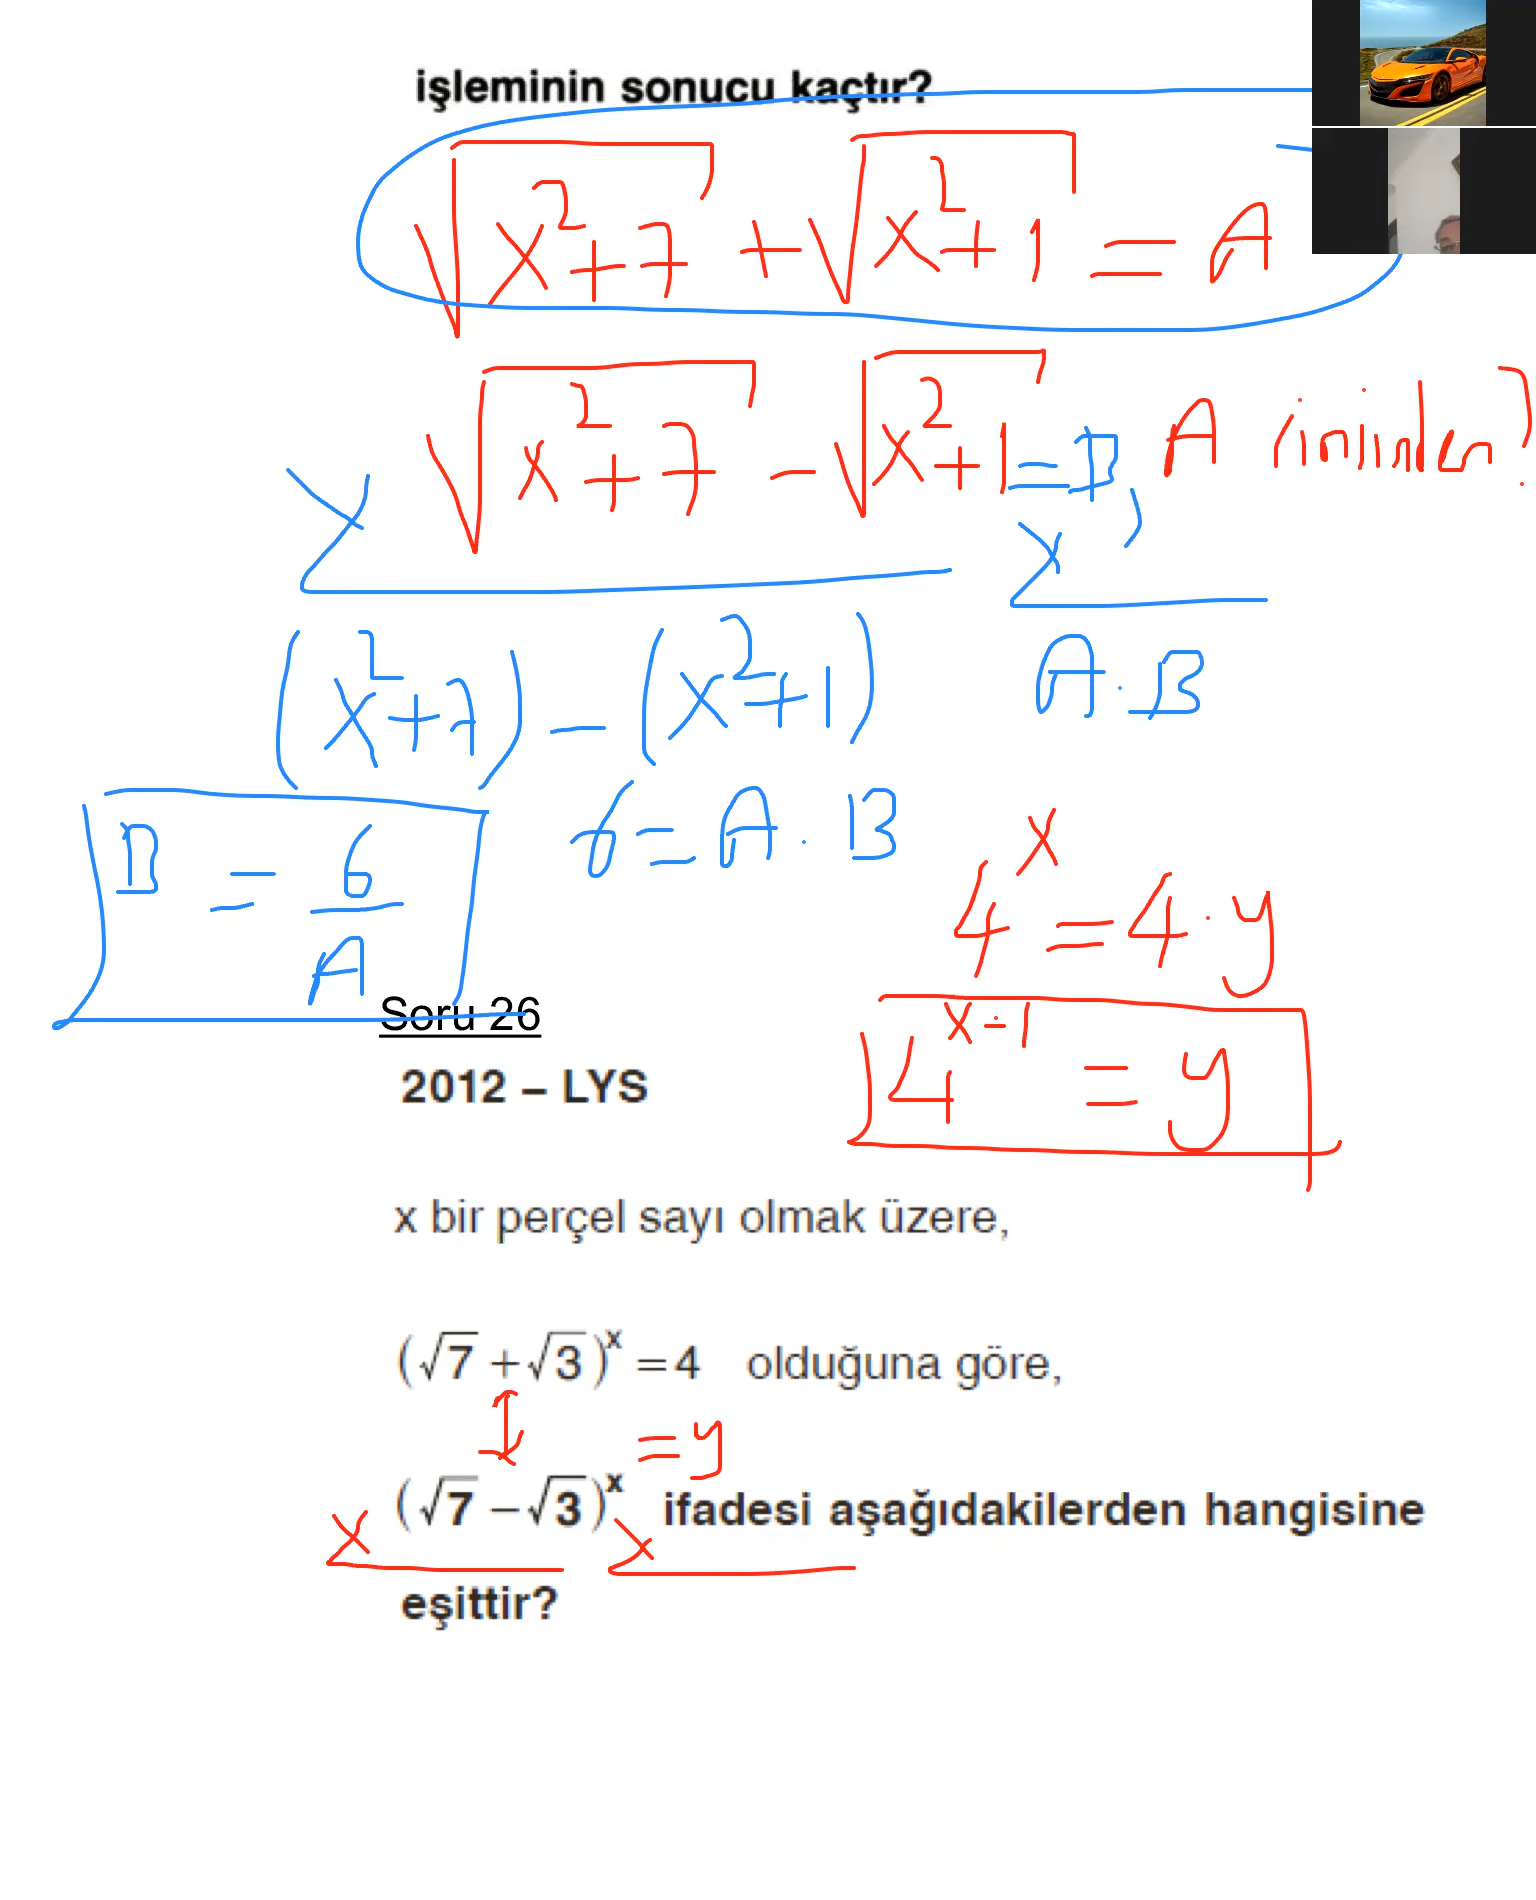 işleminin sonucu kaçtır?
√(x²+7) + √(x²+1) = A
√(x²+7) - √(x²+1) = B, A cinsinden?
x
x
(x²+7) - (x²+1) A.B
6 = A.B
B = 6/A
4^x = 4.y
4^(x-1) = y
Soru 26
2012 – LYS
x bir perçel sayı olmak üzere,
(√7 + √3)^x = 4 olduğuna göre,
= y
(√7 – √3)^x ifadesi aşağıdakilerden hangisine
x
x
eşittir?